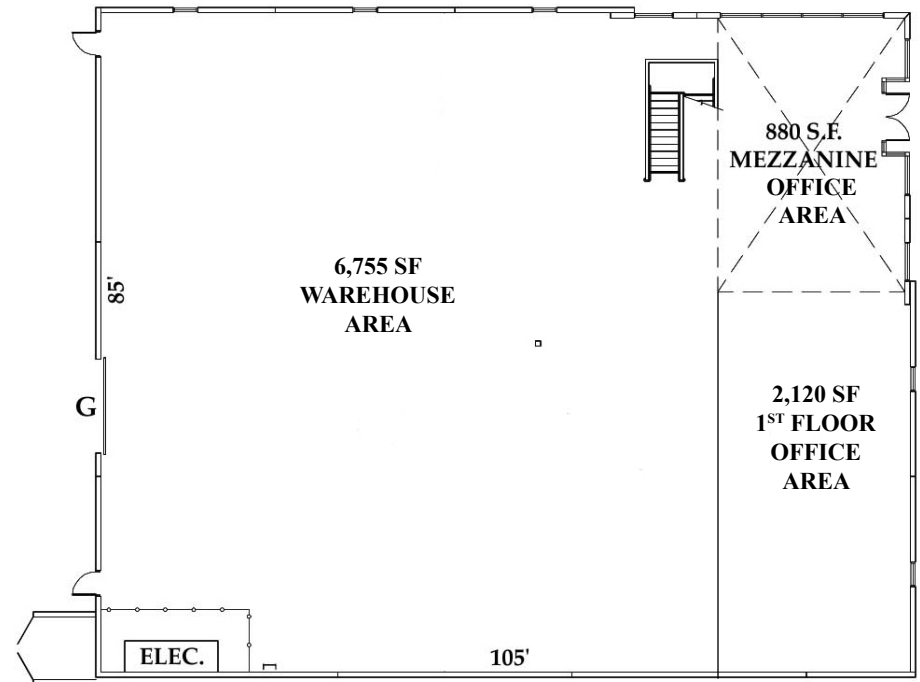 880 S.F.
MEZZANINE
OFFICE
AREA
6,755 SF
WAREHOUSE
AREA
85'
G
2,120 SF
1ST FLOOR
OFFICE
AREA
ELEC.
105'